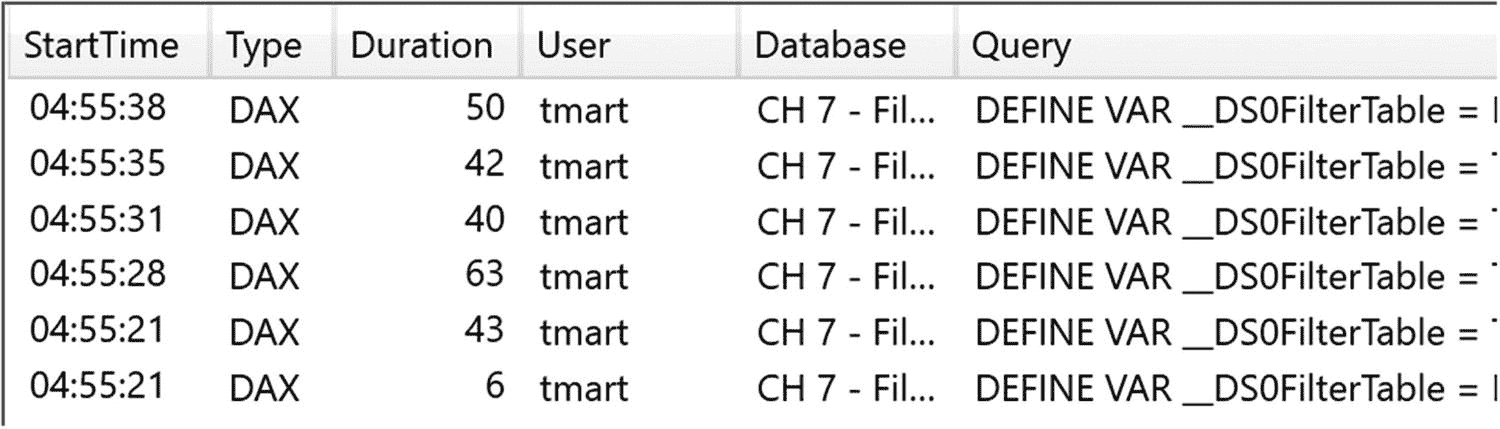 StartTime Type Duration User Database Query
04:55:38 DAX 50 tmart CH 7 - Fil... DEFINE VAR __DS0FilterTable =
04:55:35 DAX 42 tmart CH 7 - Fil... DEFINE VAR __DS0FilterTable =
04:55:31 DAX 40 tmart CH 7 - Fil... DEFINE VAR __DS0FilterTable =
04:55:28 DAX 63 tmart CH 7 - Fil... DEFINE VAR __DS0FilterTable =
04:55:21 DAX 43 tmart CH 7 - Fil... DEFINE VAR __DS0FilterTable =
04:55:21 DAX 6 tmart CH 7 - Fil... DEFINE VAR __DS0FilterTable =